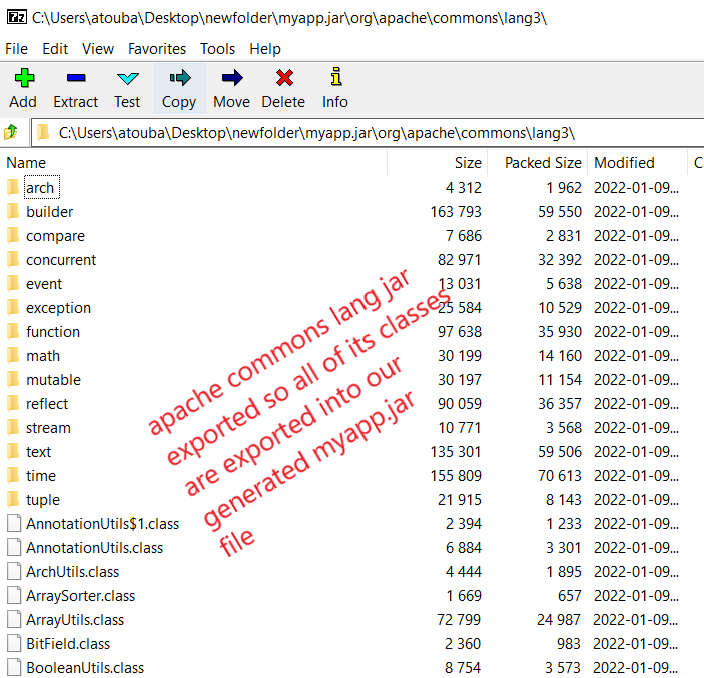 7z C:\Users\atouba\Desktop\newfolder\myapp.jar\org\apache\commons\lang3\
File Edit View Favorites Tools Help
Add Extract Test Copy Move Delete Info
C:\Users\atouba\Desktop\newfolder\myapp.jar\org\apache\commons\lang3\
Name Size Packed Size Modified C
arch 4 312 1 962 2022-01-09...
builder 163 793 59 550 2022-01-09...
compare 7 686 2 831 2022-01-09...
concurrent 82 971 32 392 2022-01-09...
event 13 031 5 638 2022-01-09...
exception 25 584 10 529 2022-01-09...
function 97 638 35 930 2022-01-09...
math 30 199 14 160 2022-01-09...
mutable 30 197 11 154 2022-01-09...
reflect 90 059 36 357 2022-01-09...
stream 10 771 3 568 2022-01-09...
text 135 301 59 506 2022-01-09...
time 155 809 70 613 2022-01-09...
tuple 21 915 8 143 2022-01-09...
AnnotationUtils$1.class 2 394 1 233 2022-01-09...
AnnotationUtils.class 6 884 3 301 2022-01-09...
ArchUtils.class 4 444 1 895 2022-01-09...
ArraySorter.class 1 669 657 2022-01-09...
ArrayUtils.class 72 799 24 987 2022-01-09...
BitField.class 2 360 983 2022-01-09...
BooleanUtils.class 8 754 3 573 2022-01-09...
apache commons lang jar
exported so all of its classes
are exported into our
generated myapp.jar
file